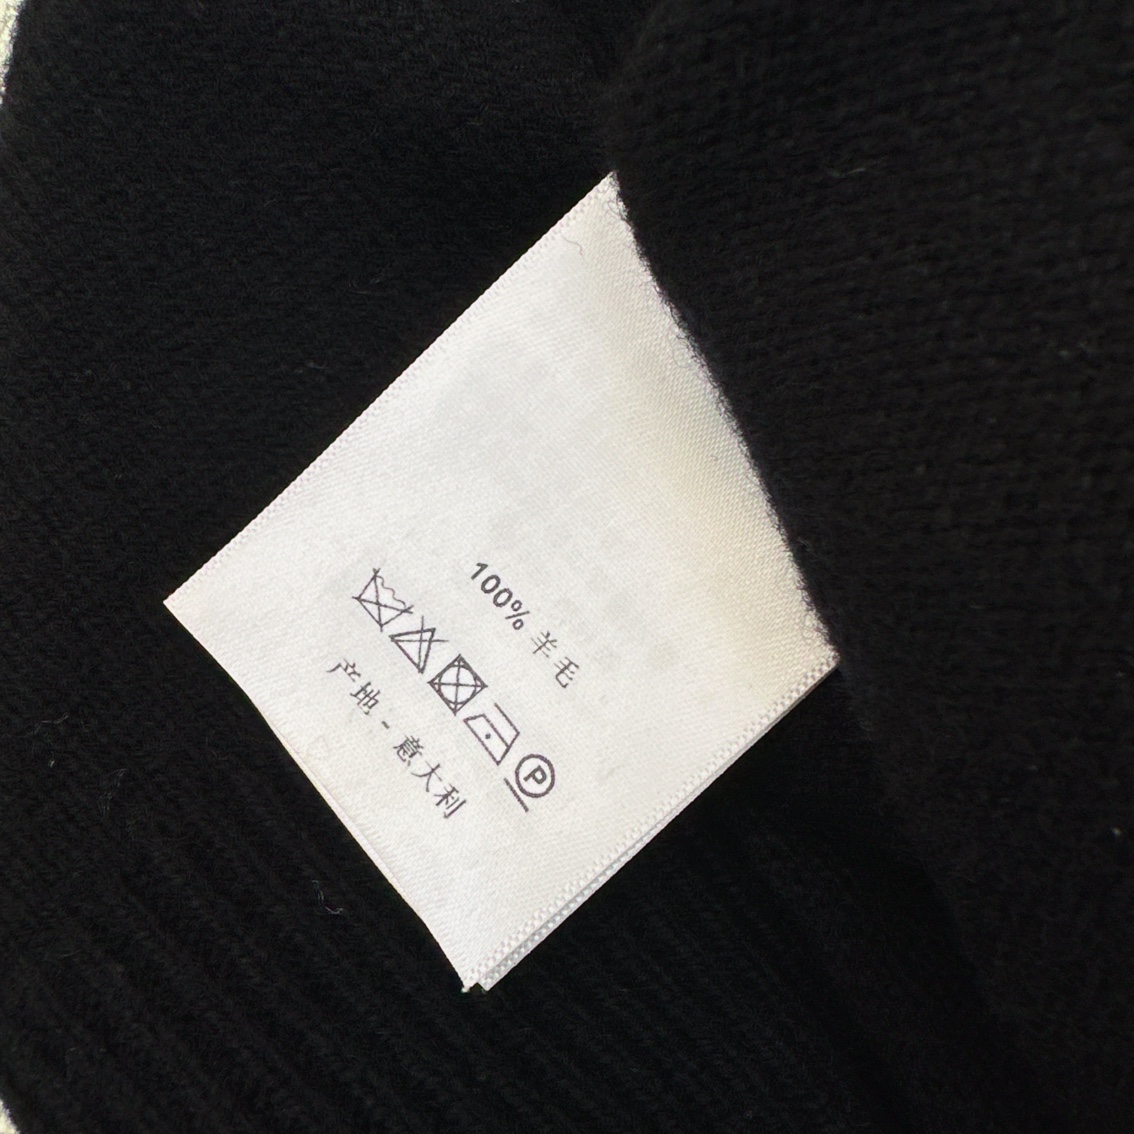 100% 羊毛
P
产地 - 意大利